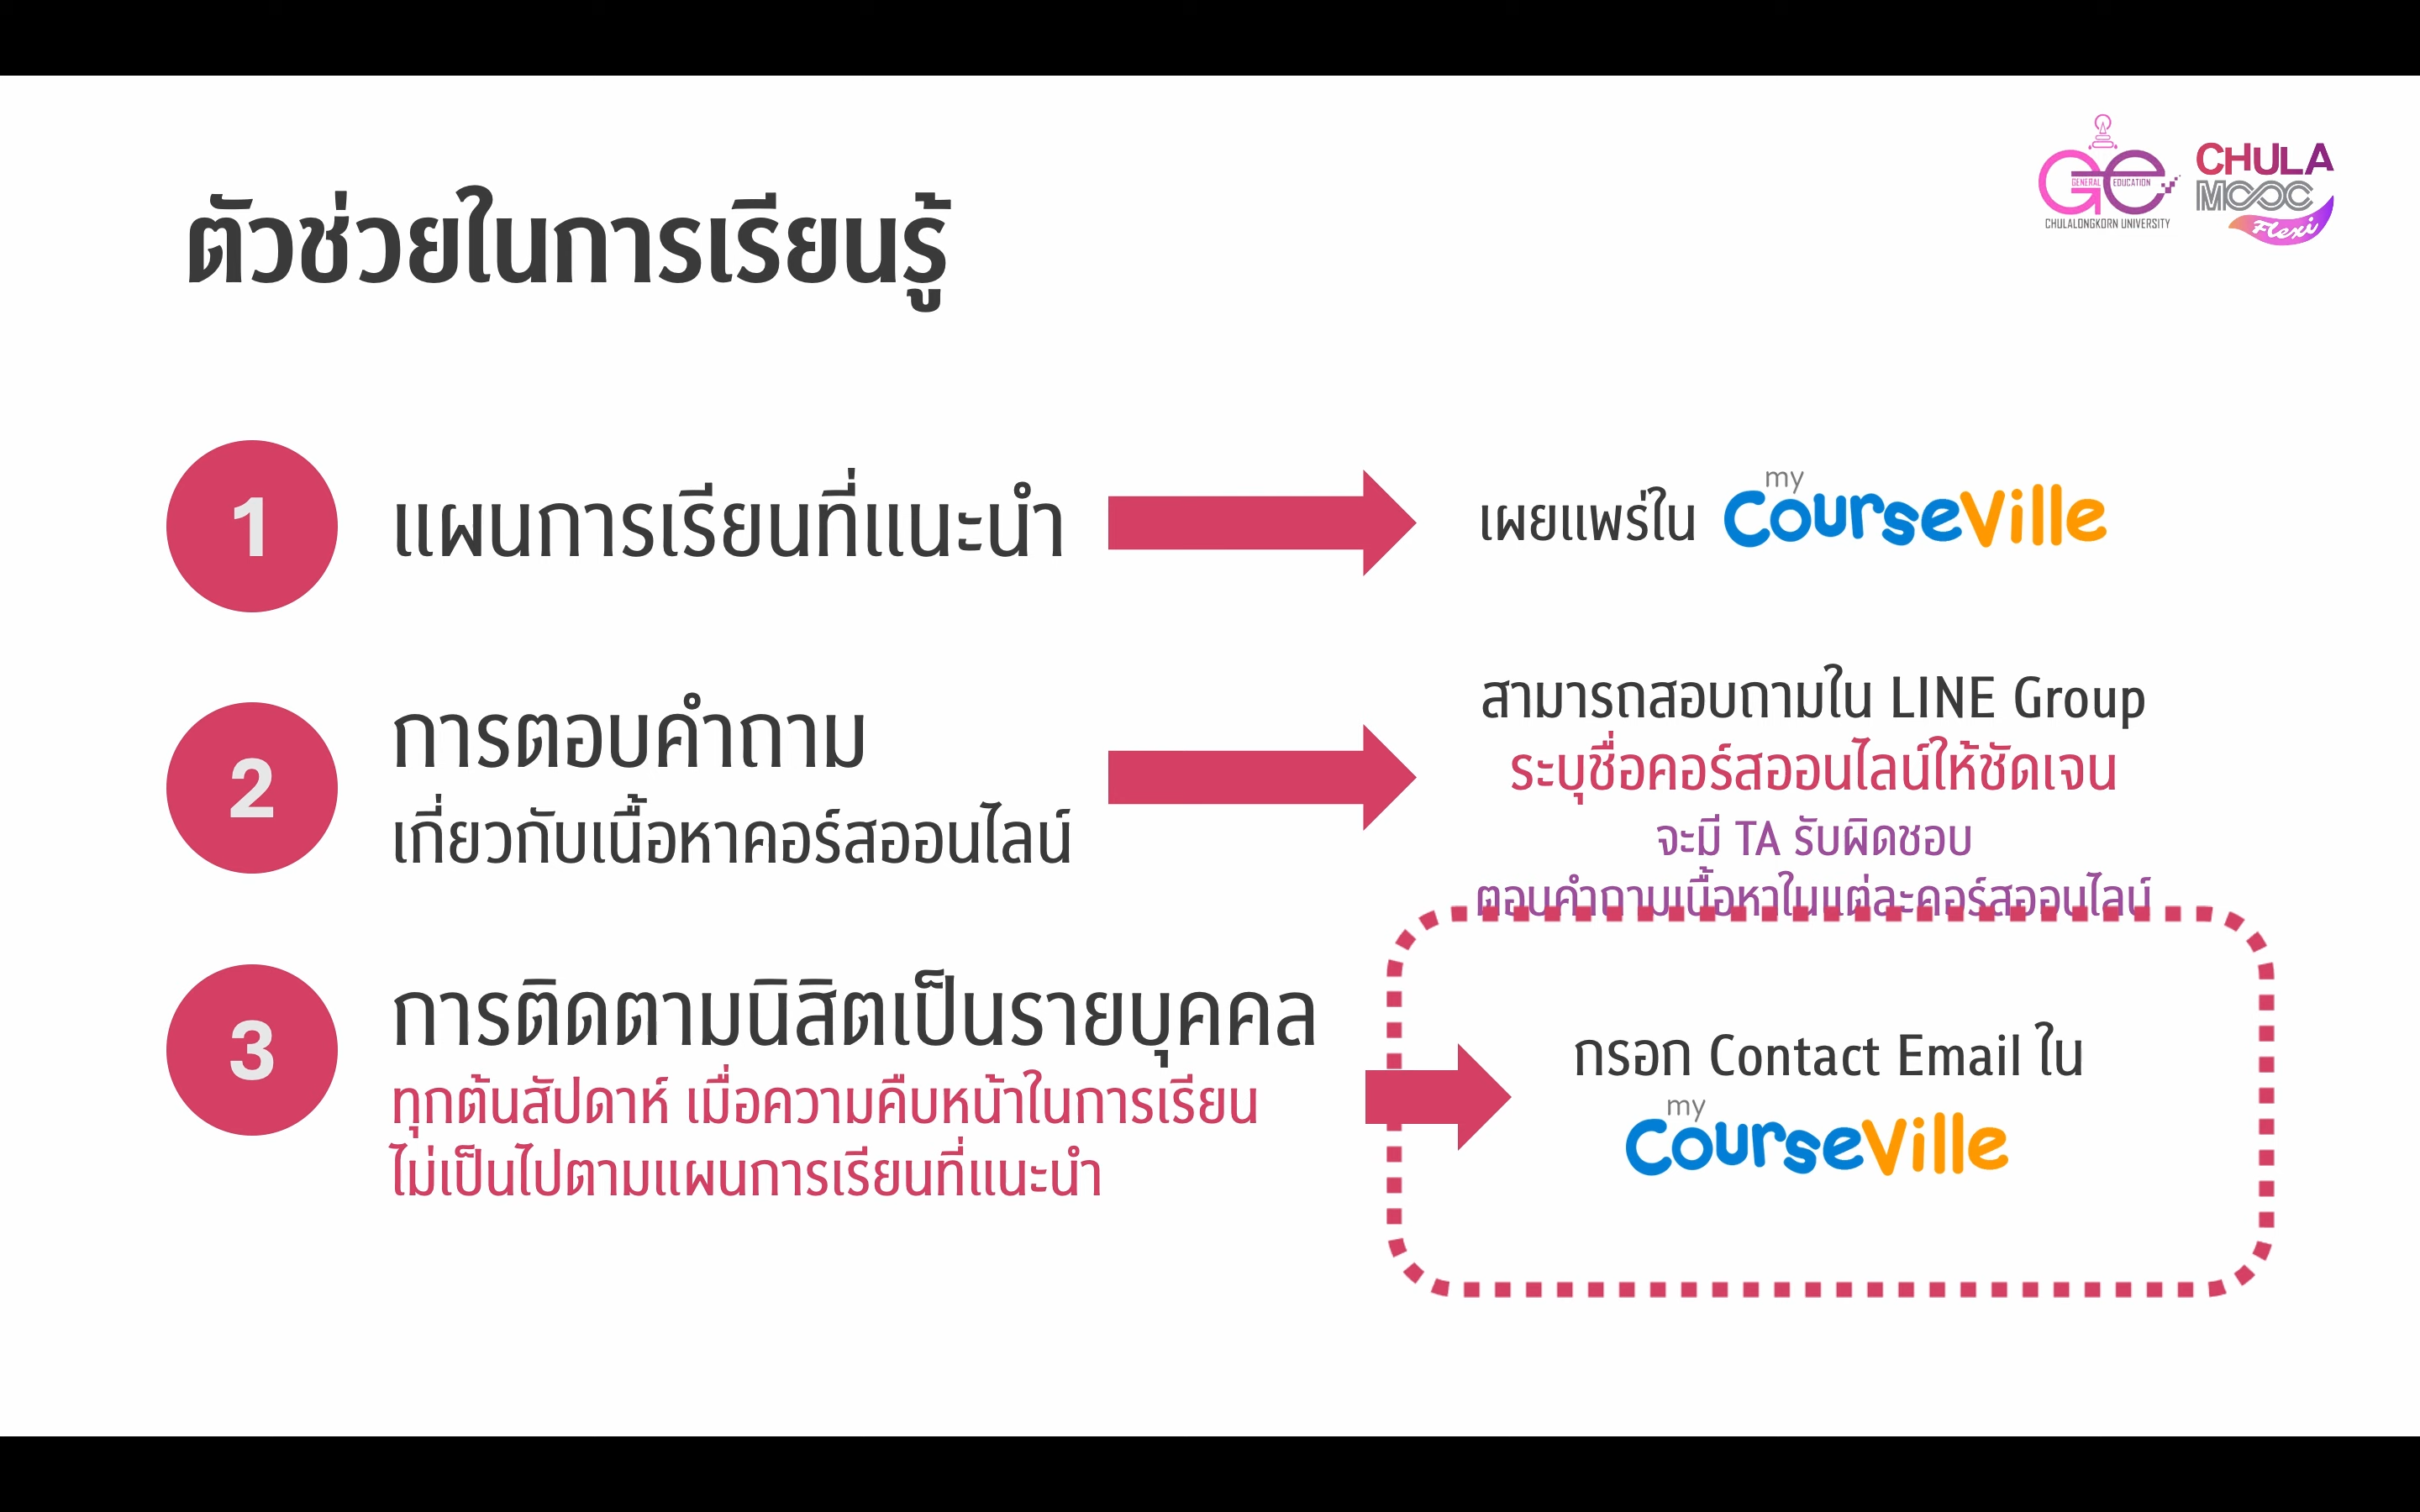 GENERAL EDUCATION
CHULALONGKORN UNIVERSITY
CHULA
MOOC
Flexi
ตัวช่วยในการเรียนรู้
1
แผนการเรียนที่แนะนำ
เผยแพร่ใน my CourseVille
2
การตอบคำถาม
เกี่ยวกับเนื้อหาคอร์สออนไลน์
สามารถสอบถามใน LINE Group
ระบุชื่อคอร์สออนไลน์ให้ชัดเจน
จะมี TA รับผิดชอบ
ตอบคำถามเนื้อหาในแต่ละคอร์สออนไลน์
3
การติดตามนิสิตเป็นรายบุคคล
ทุกต้นสัปดาห์ เมื่อความคืบหน้าในการเรียน
ไม่เป็นไปตามแผนการเรียนที่แนะนำ
กรอก Contact Email ใน
my CourseVille